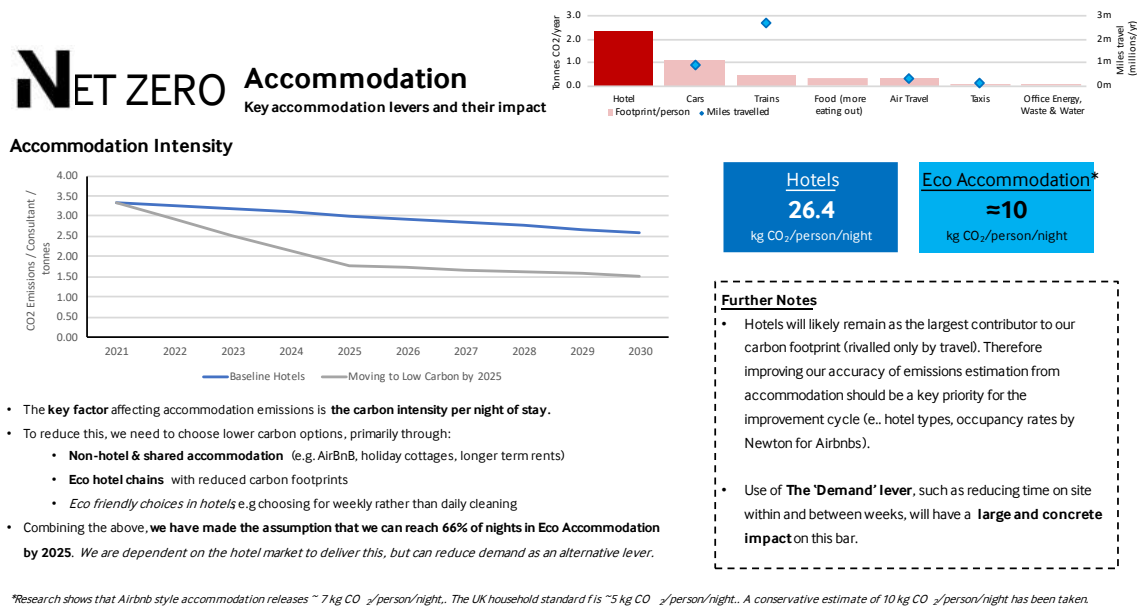 NET ZERO
Accommodation
Key accommodation levers and their impact
Tonnes CO2/year
3.0
2.0
1.0
0.0
3m
2m
1m
0m
Miles travel
(millions/yr)
Hotel
Cars
Trains
Food (more
eating out)
Air Travel
Taxis
Office Energy,
Waste & Water
Footprint/person
Miles travelled
Accommodation Intensity
CO2 Emissions / Consultant /
tonnes
4.00
3.50
3.00
2.50
2.00
1.50
1.00
0.50
0.00
2021 2022 2023 2024 2025 2026 2027 2028 2029 2030
Baseline Hotels
Moving to Low Carbon by 2025
Hotels
26.4
kg CO₂/person/night
Eco Accommodation*
≈10
kg CO₂/person/night
• The key factor affecting accommodation emissions is the carbon intensity per night of stay.
• To reduce this, we need to choose lower carbon options, primarily through:
• Non-hotel & shared accommodation (e.g. AirBnB, holiday cottages, longer term rents)
• Eco hotel chains with reduced carbon footprints
• Eco friendly choices in hotels, e.g choosing for weekly rather than daily cleaning
• Combining the above, we have made the assumption that we can reach 66% of nights in Eco Accommodation
by 2025. We are dependent on the hotel market to deliver this, but can reduce demand as an alternative lever.
Further Notes
• Hotels will likely remain as the largest contributor to our
carbon footprint (rivalled only by travel). Therefore
improving our accuracy of emissions estimation from
accommodation should be a key priority for the
improvement cycle (e.. hotel types, occupancy rates by
Newton for Airbnbs).
• Use of The 'Demand' lever, such as reducing time on site
within and between weeks, will have a large and concrete
impact on this bar.
*Research shows that Airbnb style accommodation releases ~ 7 kg CO ₂/person/night,. The UK household standard f is ~5 kg CO ₂/person/night.. A conservative estimate of 10 kg CO ₂/person/night has been taken.